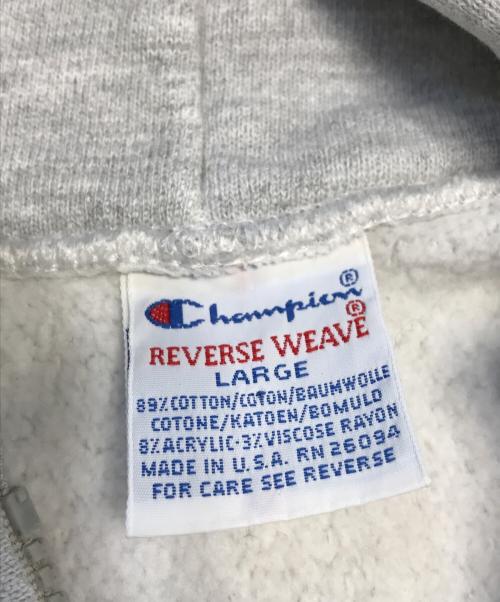 Champion®
REVERSE WEAVE®
LARGE
89%COTTON/COTON/BAUMWOLLE
COTONE/KATOEN/BOMULD
8%ACRYLIC-3%VISCOSE RAYON
MADE IN U.S.A. RN 26094
FOR CARE SEE REVERSE